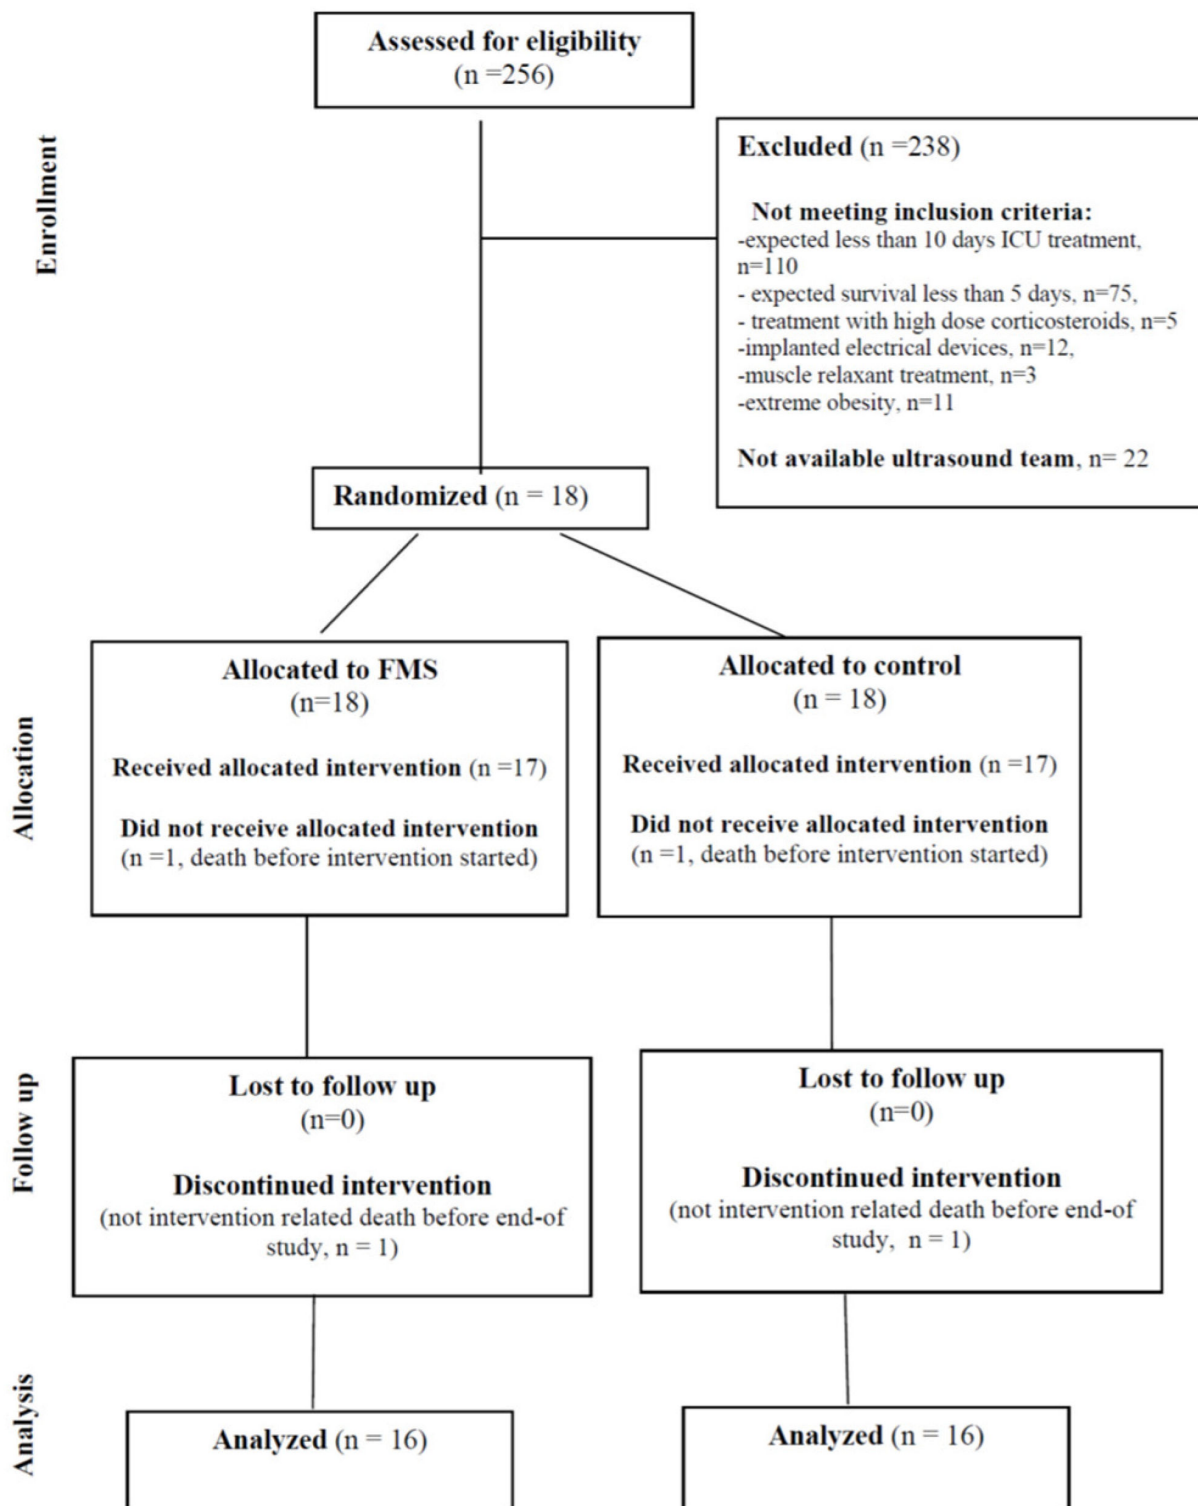 Assessed for eligibility
(n =256)
Enrollment
Excluded (n =238)
Not meeting inclusion criteria:
-expected less than 10 days ICU treatment,
n=110
- expected survival less than 5 days, n=75,
- treatment with high dose corticosteroids, n=5
-implanted electrical devices, n=12,
-muscle relaxant treatment, n=3
-extreme obesity, n=11
Not available ultrasound team, n= 22
Randomized (n = 18)
Allocation
Allocated to FMS
(n=18)
Received allocated intervention (n =17)
Did not receive allocated intervention
(n =1, death before intervention started)
Allocated to control
(n = 18)
Received allocated intervention (n =17)
Did not receive allocated intervention
(n =1, death before intervention started)
Follow up
Lost to follow up
(n=0)
Discontinued intervention
(not intervention related death before end-of
study, n = 1)
Lost to follow up
(n=0)
Discontinued intervention
(not intervention related death before end-of
study, n = 1)
Analysis
Analyzed (n = 16)
Analyzed (n = 16)